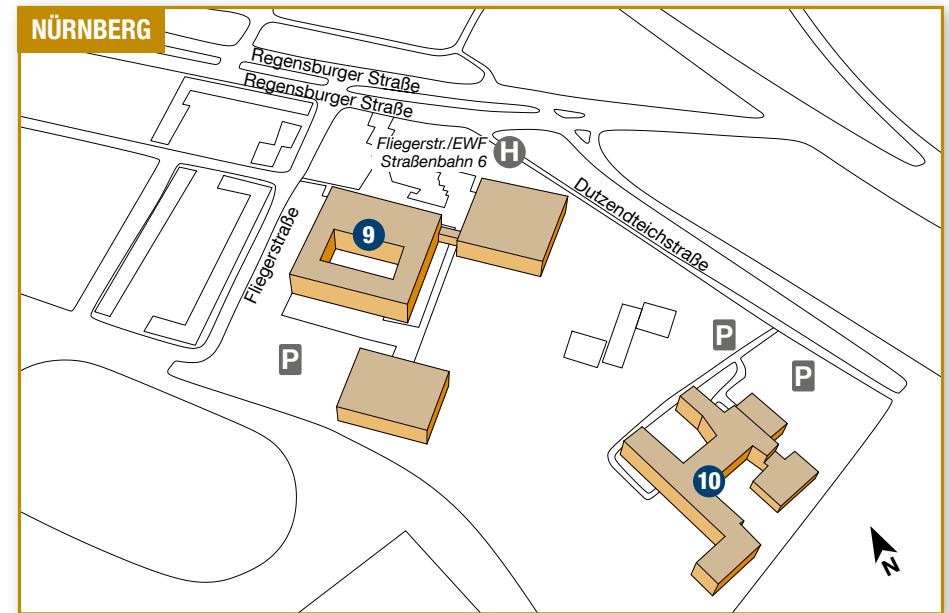 NÜRNBERG
Regensburger Straße
Regensburger Straße
Fliegerstr./EWF
Straßenbahn 6
H
Dutzendteichstraße
9
Fliegerstraße
P
P
P
10
N